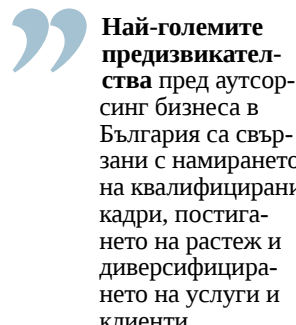 Най-големите
предизвикател-
ства пред аутсор-
синг бизнеса в
България са свър-
зани с намирането
на квалифицирани
кадри, постига-
нето на растеж и
диверсифицира-
нето на услуги и
клиенти